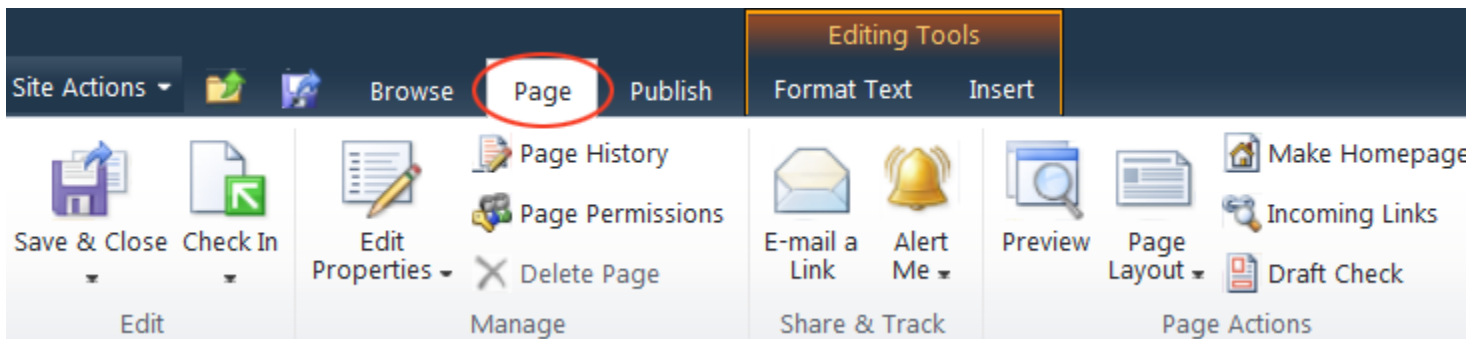 Editing Tools
Site Actions
Browse
Page
Publish
Format Text
Insert
Save & Close
Check In
Edit
Properties
Page History
Page Permissions
Delete Page
E-mail a
Link
Alert
Me
Preview
Page
Layout
Make Homepage
Incoming Links
Draft Check
Edit
Manage
Share & Track
Page Actions